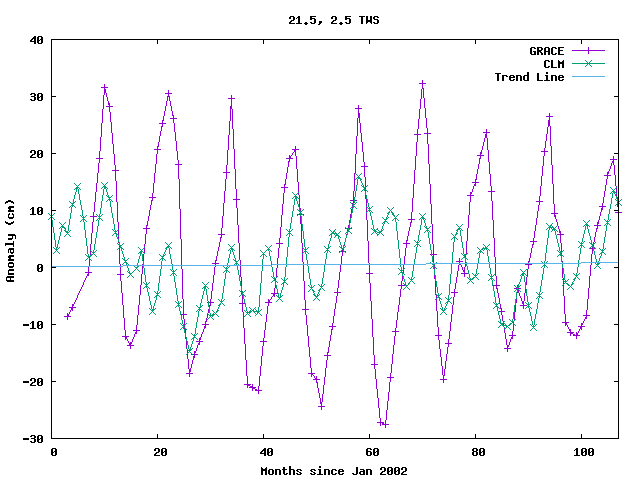 21.5, 2.5 TWS
GRACE
CLM
Trend Line
40
30
20
10
0
-10
-20
-30
Anomaly (cm)
0 20 40 60 80 100
Months since Jan 2002